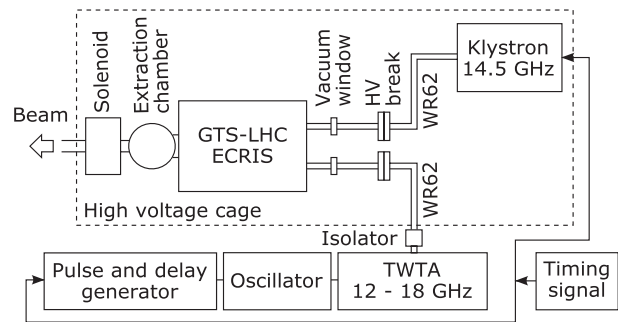 Beam
Solenoid
Extraction
chamber
GTS-LHC
ECRIS
Vacuum
window
HV
break
WR62
Klystron
14.5 GHz
WR62
High voltage cage
Isolator
Pulse and delay
generator
Oscillator
TWTA
12 - 18 GHz
Timing
signal